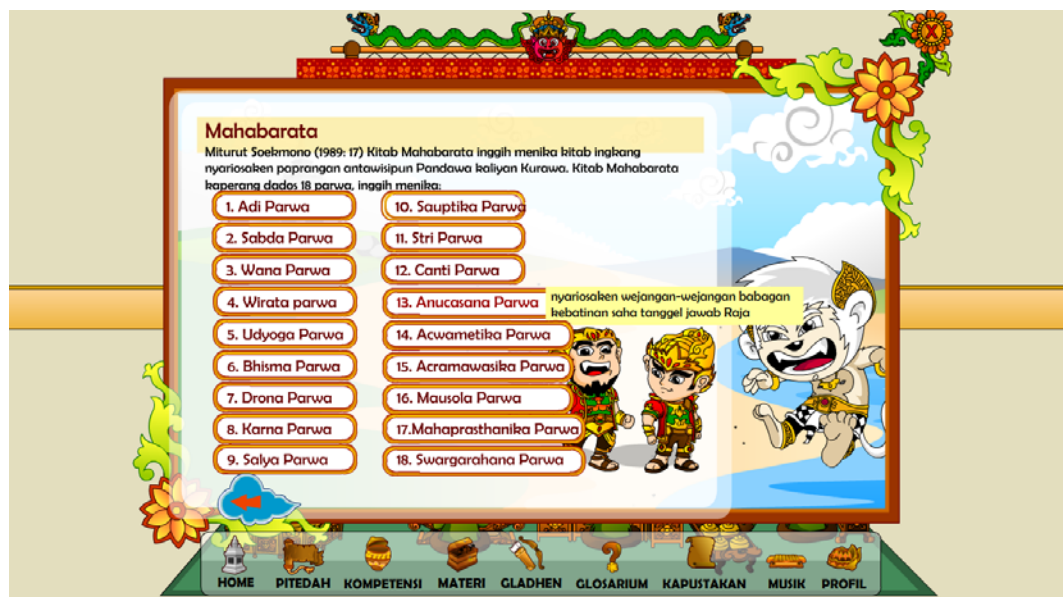 X
Mahabarata
Miturut Soekmono (1989: 17) Kitab Mahabarata inggih menika kitab ingkang
nyariosaken paprangan antawisipun Pandawa kaliyan Kurawa. Kitab Mahabarata
kaperang dados 18 parwa, inggih menika:
1. Adi Parwa
2. Sabda Parwa
3. Wana Parwa
4. Wirata parwa
5. Udyoga Parwa
6. Bhisma Parwa
7. Drona Parwa
8. Karna Parwa
9. Salya Parwa
10. Sauptika Parwa
11. Stri Parwa
12. Canti Parwa
13. Anucasana Parwa
nyariosaken wejangan-wejangan babagan
kebatinan saha tanggel jawab Raja
14. Acwametika Parwa
15. Acramawasika Parwa
16. Mausola Parwa
17.Mahaprasthanika Parwa
18. Swargarahana Parwa
HOME PITEDAH KOMPETENSI MATERI GLADHEN GLOSARIUM KAPUSTAKAN MUSIK PROFIL